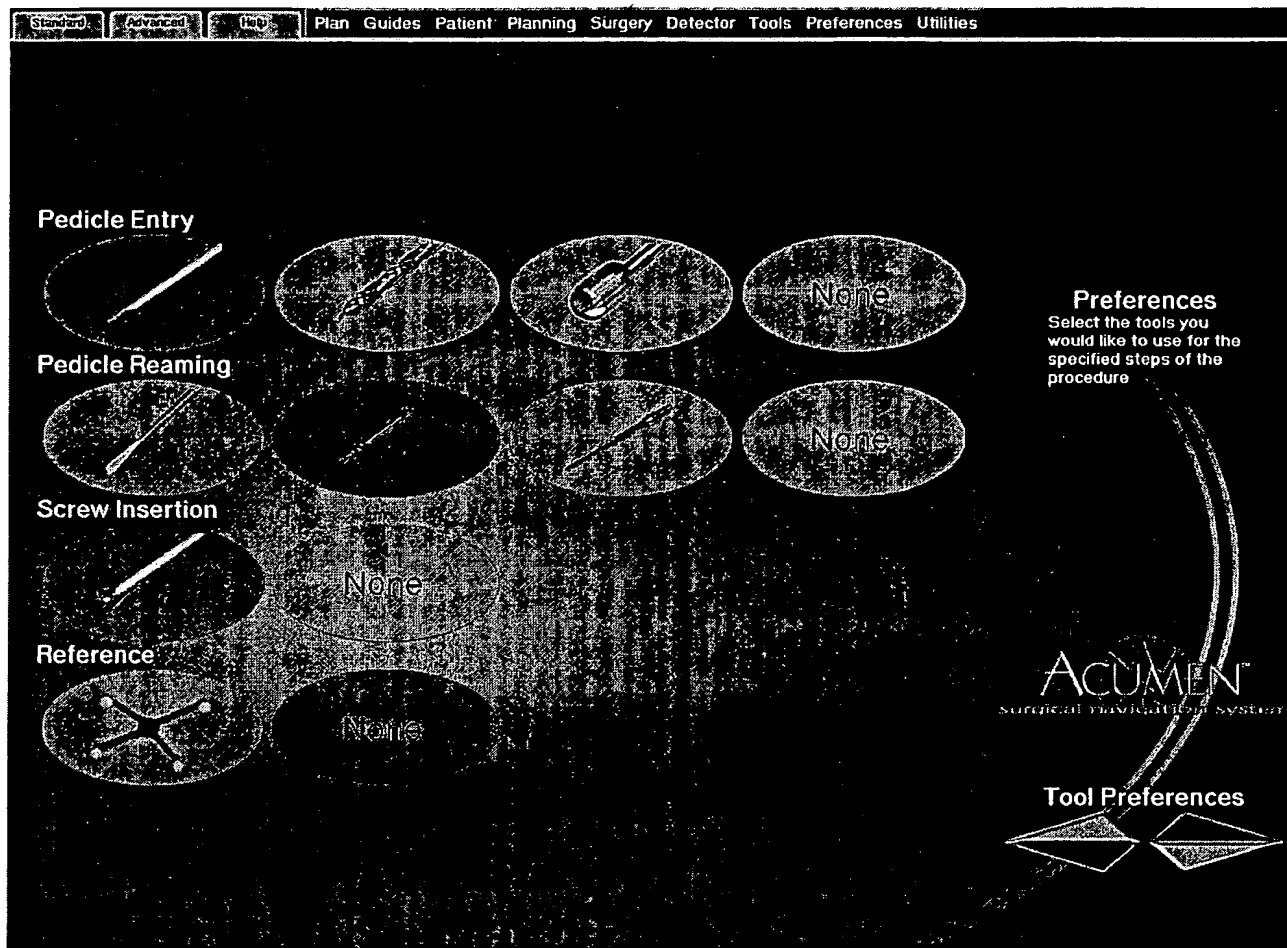 Standard Advanced Help Plan Guides Patient Planning Surgery Detector Tools Preferences Utilities
Pedicle Entry
None
Preferences
Select the tools you
would like to use for the
specified steps of the
procedure
Pedicle Reaming
None
Screw Insertion
None
Reference
None
ACUMEN™
surgical navigation system
Tool Preferences